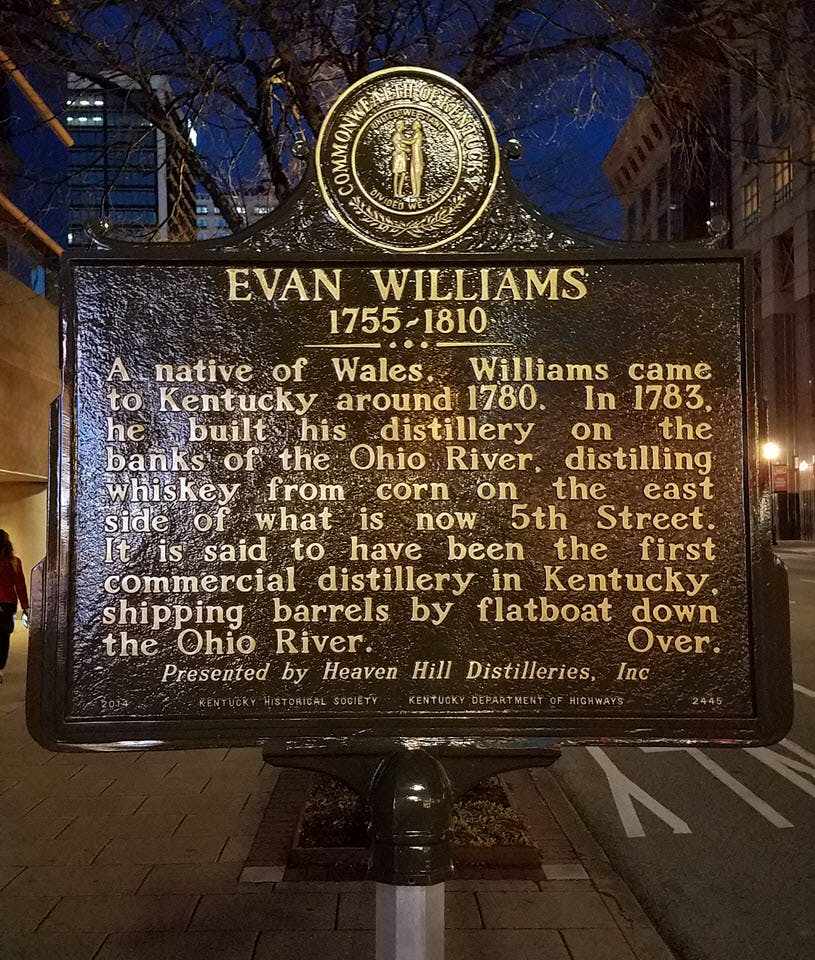 COMMONWEALTH OF KENTUCKY
UNITED WE STAND
DIVIDED WE FALL
EVAN WILLIAMS
1755-1810
A native of Wales, Williams came
to Kentucky around 1780. In 1783,
he built his distillery on the
banks of the Ohio River, distilling
whiskey from corn on the east
side of what is now 5th Street.
It is said to have been the first
commercial distillery in Kentucky,
shipping barrels by flatboat down
the Ohio River. Over.
Presented by Heaven Hill Distilleries, Inc
2014 KENTUCKY HISTORICAL SOCIETY KENTUCKY DEPARTMENT OF HIGHWAYS 2445